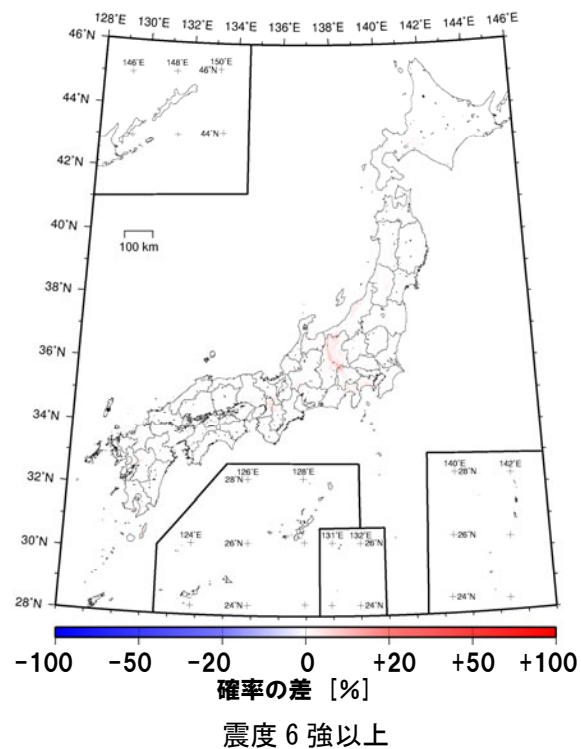 128°E 130°E 132°E 134°E 136°E 138°E 140°E 142°E 144°E 146°E
46°N
146°E 148°E 150°E
46°N
44°N
44°N
42°N
40°N
100 km
38°N
36°N
34°N
32°N
126°E 128°E
28°N
140°E 142°E
28°N
30°N
124°E
26°N
131°E 132°E
26°N
26°N
28°N
24°N
24°N
24°N
-100 -50 -20 0 +20 +50 +100
確率の差 [%]
震度6強以上